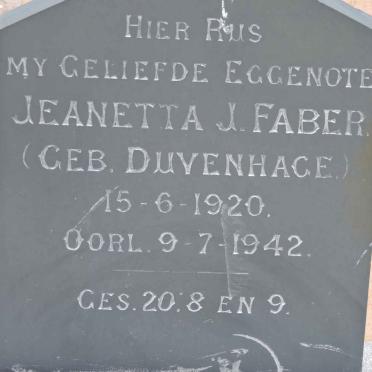 HIER RUS
MY GELIEFDE EGGENOTE
JEANETTA J. FABER
(GEB. DUVENHAGE.)
15-6-1920.
OORL. 9-7-1942.
GES. 20:8 EN 9.